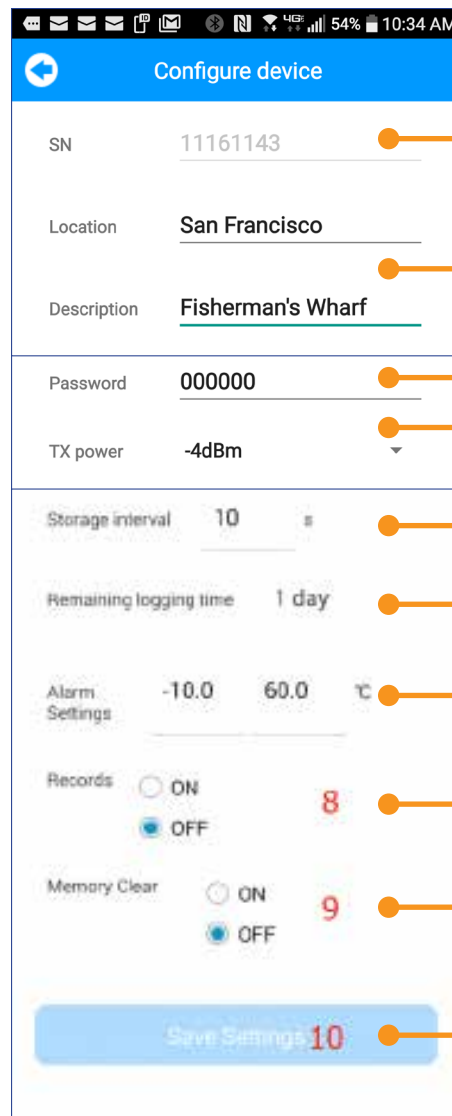 4G 54% 10:34 AM
Configure device
SN 11161143
Location San Francisco
Description Fisherman's Wharf
Password 000000
TX power -4dBm
Storage interval 10 s
Remaining logging time 1 day
Alarm Settings -10.0 60.0 ℃
Records ON
OFF 8
Memory Clear ON
OFF 9
Save Settings 10